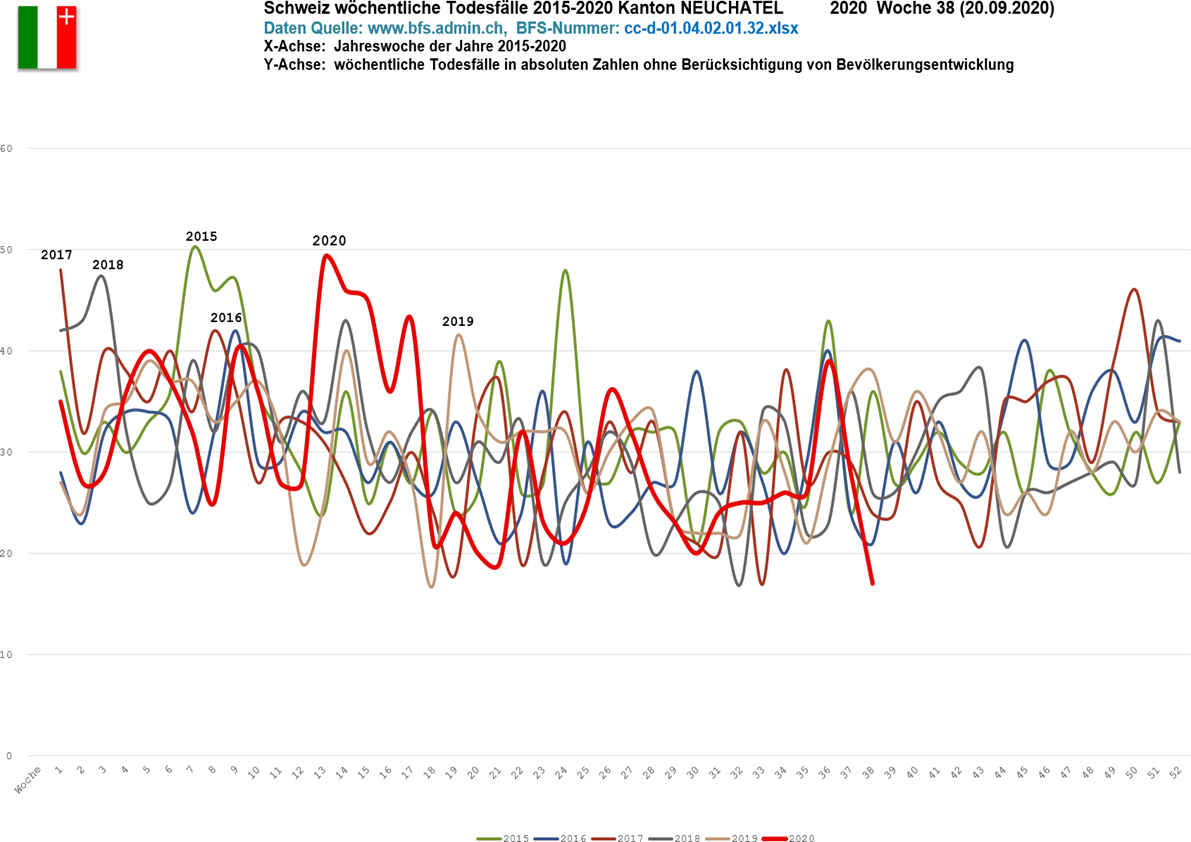 Schweiz wöchentliche Todesfälle 2015-2020 Kanton NEUCHATEL 2020 Woche 38 (20.09.2020)
Daten Quelle: www.bfs.admin.ch, BFS-Nummer: cc-d-01.04.02.01.32.xlsx
X-Achse: Jahreswoche der Jahre 2015-2020
Y-Achse: wöchentliche Todesfälle in absoluten Zahlen ohne Berücksichtigung von Bevölkerungsentwicklung
60
50
40
30
20
10
0
2017
2018
2015
2016
2020
2019
Woche 1 2 3 4 5 6 7 8 9 10 11 12 13 14 15 16 17 18 19 20 21 22 23 24 25 26 27 28 29 30 31 32 33 34 35 36 37 38 39 40 41 42 43 44 45 46 47 48 49 50 51 52
2015 2016 2017 2018 2019 2020